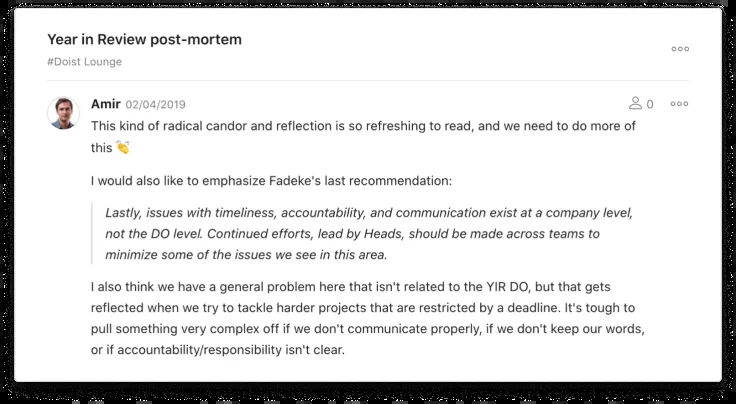 Year in Review post-mortem
#Doist Lounge
Amir 02/04/2019 0
This kind of radical candor and reflection is so refreshing to read, and we need to do more of
this 👏
I would also like to emphasize Fadeke's last recommendation:
Lastly, issues with timeliness, accountability, and communication exist at a company level,
not the DO level. Continued efforts, lead by Heads, should be made across teams to
minimize some of the issues we see in this area.
I also think we have a general problem here that isn't related to the YIR DO, but that gets
reflected when we try to tackle harder projects that are restricted by a deadline. It's tough to
pull something very complex off if we don't communicate properly, if we don't keep our words,
or if accountability/responsibility isn't clear.